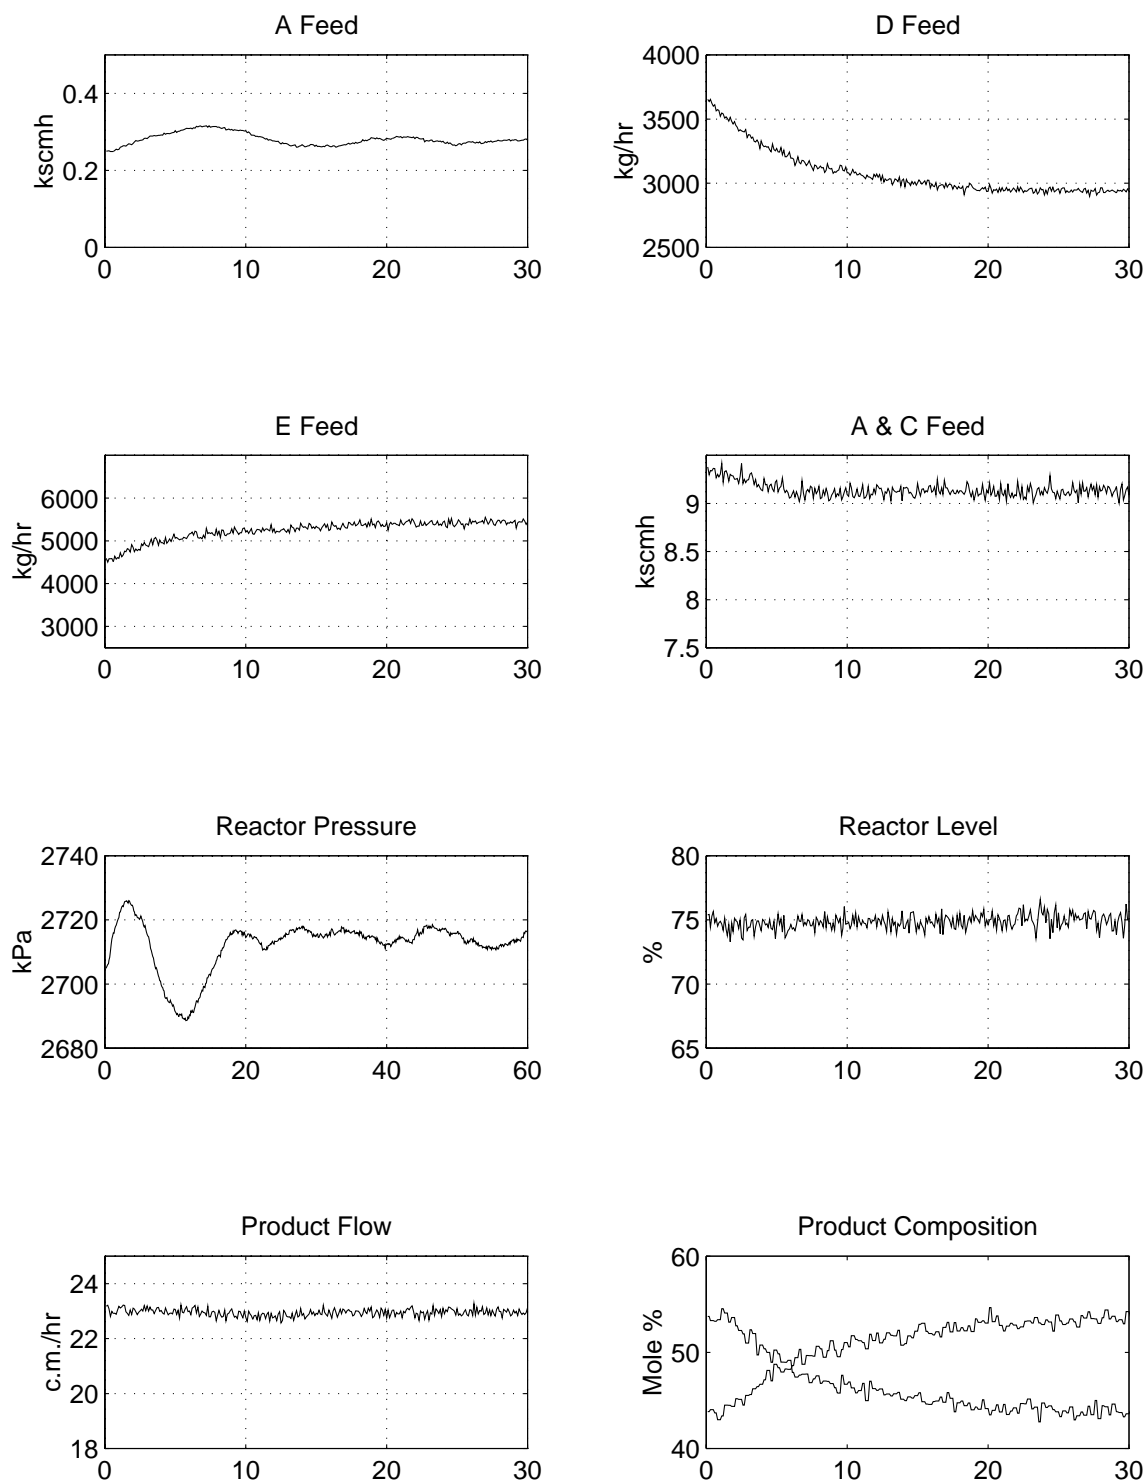 A Feed
kscmh
0.4
0.2
0
0 10 20 30
D Feed
kg/hr
4000
3500
3000
2500
0 10 20 30
E Feed
kg/hr
6000
5000
4000
3000
0 10 20 30
A & C Feed
kscmh
9
8.5
8
7.5
0 10 20 30
Reactor Pressure
kPa
2740
2720
2700
2680
0 20 40 60
Reactor Level
%
80
75
70
65
0 10 20 30
Product Flow
c.m./hr
24
22
20
18
0 10 20 30
Product Composition
Mole %
60
50
40
0 10 20 30